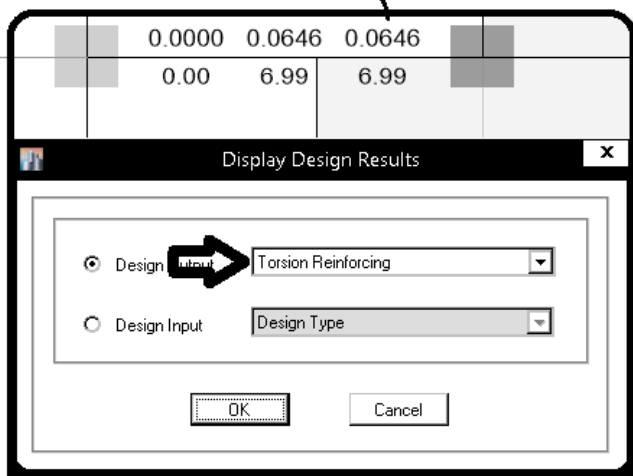 0.0000 0.0646 0.0646
0.00 6.99 6.99
Display Design Results
x
Design Output Torsion Reinforcing
Design Input Design Type
OK Cancel